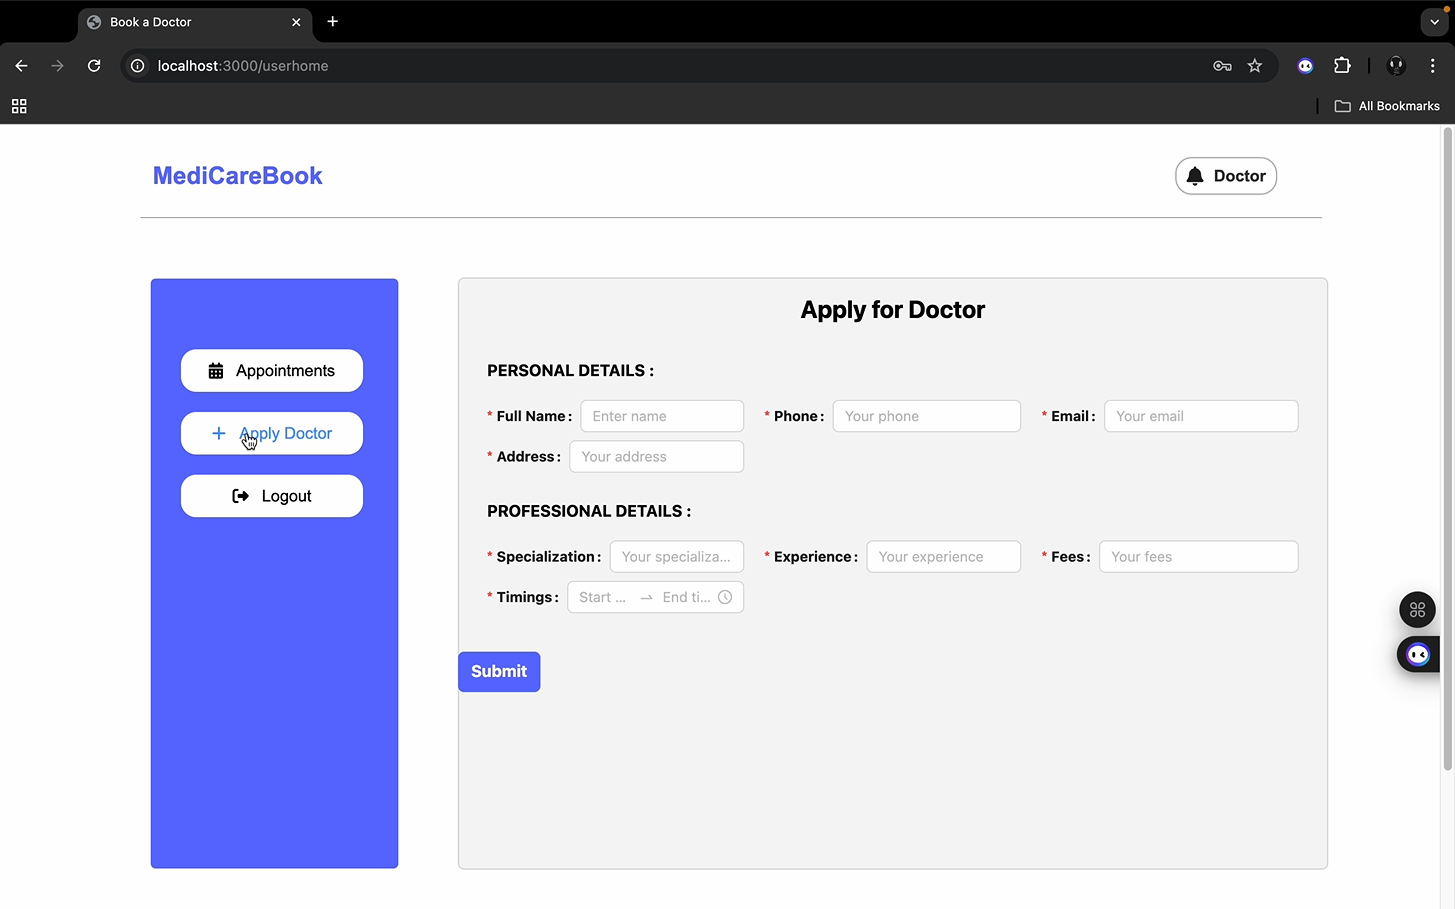 Book a Doctor
localhost:3000/userhome
All Bookmarks
MediCareBook
Doctor
Appointments
Apply Doctor
Logout
Apply for Doctor
PERSONAL DETAILS :
* Full Name : Enter name * Phone : Your phone * Email : Your email
* Address : Your address
PROFESSIONAL DETAILS :
* Specialization : Your specializa... * Experience : Your experience * Fees : Your fees
* Timings : Start ... End ti...
Submit